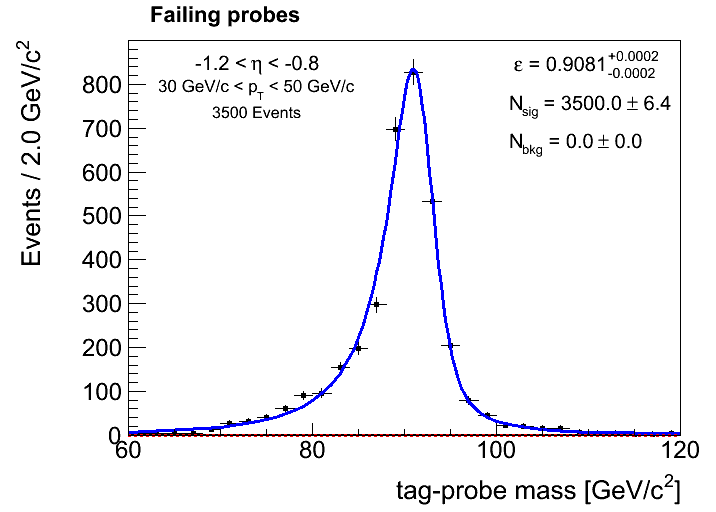 Failing probes
-1.2 < η < -0.8
30 GeV/c < p_T < 50 GeV/c
3500 Events
ε = 0.9081 +0.0002 -0.0002
N_sig = 3500.0 ± 6.4
N_bkg = 0.0 ± 0.0
Events / 2.0 GeV/c²
800
700
600
500
400
300
200
100
0
60 80 100 120
tag-probe mass [GeV/c²]